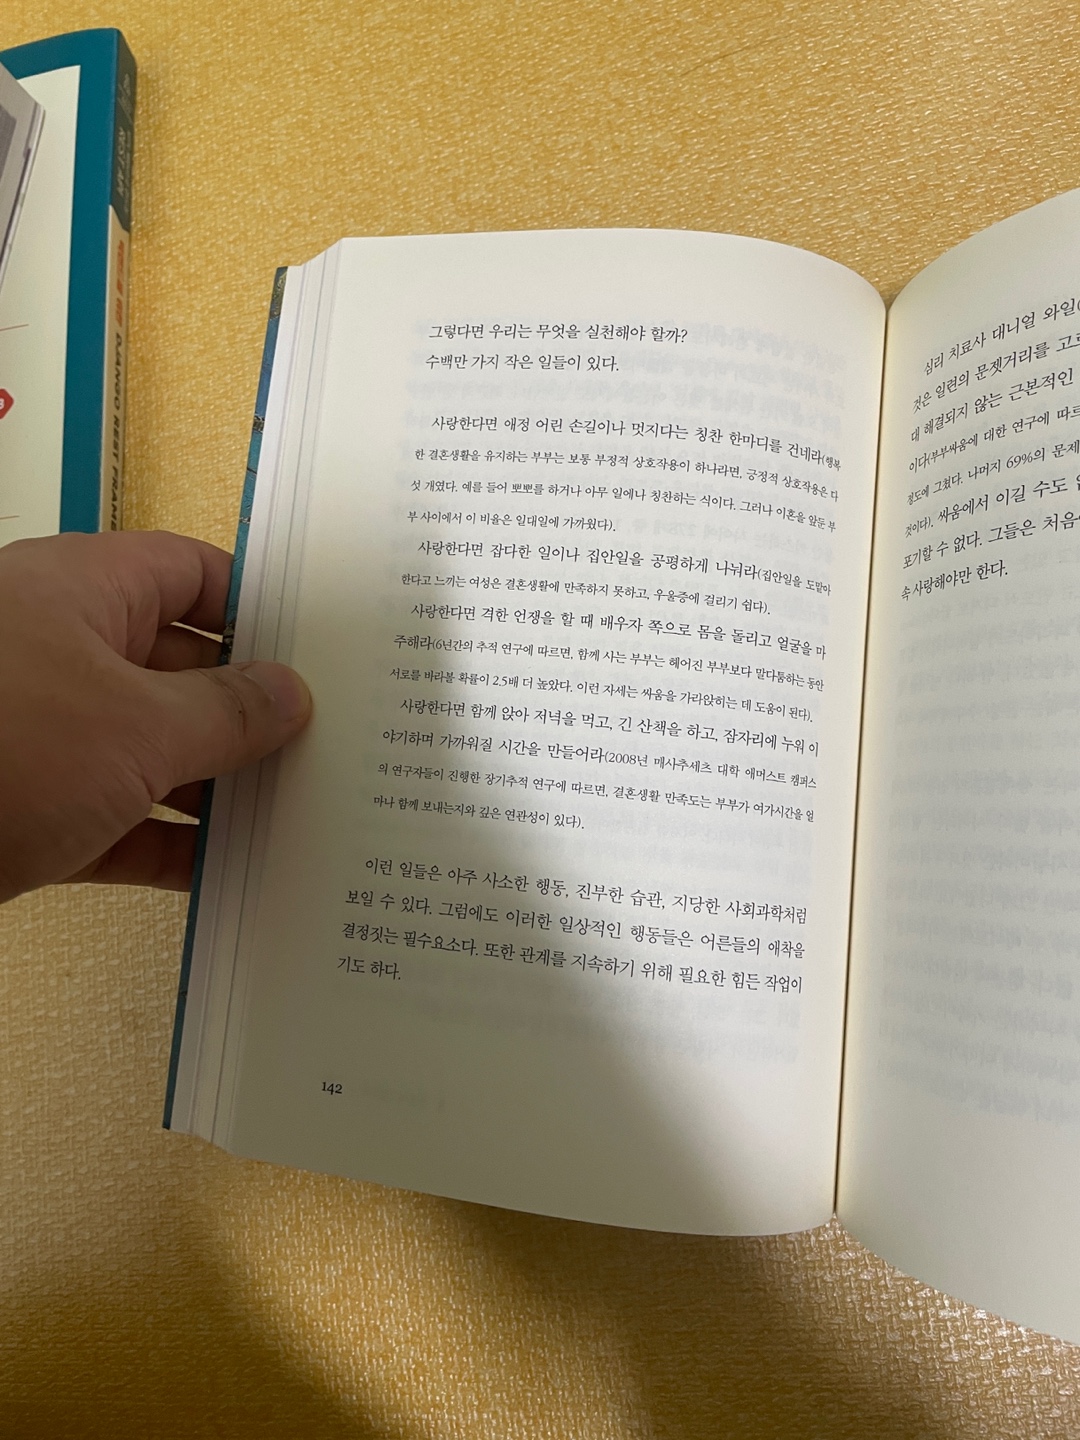 그렇다면 우리는 무엇을 실천해야 할까?
수백만 가지 작은 일들이 있다.
사랑한다면 애정 어린 손길이나 멋지다는 칭찬 한마디를 건네라(행복
한 결혼생활을 유지하는 부부는 보통 부정적 상호작용이 하나라면, 긍정적 상호작용은 다
섯 개였다. 예를 들어 뽀뽀를 하거나 아무 일에나 칭찬하는 식이다. 그러나 이혼을 앞둔 부
부 사이에서 이 비율은 일대일에 가까웠다).
사랑한다면 잡다한 일이나 집안일을 공평하게 나눠라(집안일을 도맡아
한다고 느끼는 여성은 결혼생활에 만족하지 못하고, 우울증에 걸리기 쉽다).
사랑한다면 격한 언쟁을 할 때 배우자 쪽으로 몸을 돌리고 얼굴을 마
주해라(6년간의 추적 연구에 따르면, 함께 사는 부부는 헤어진 부부보다 말다툼하는 동안
서로를 바라볼 확률이 2.5배 더 높았다. 이런 자세는 싸움을 가라앉히는 데 도움이 된다).
사랑한다면 함께 앉아 저녁을 먹고, 긴 산책을 하고, 잠자리에 누워 이
야기하며 가까워질 시간을 만들어라(2008년 매사추세츠 대학 애머스트 캠퍼스
의 연구자들이 진행한 장기추적 연구에 따르면, 결혼생활 만족도는 부부가 여가시간을 얼
마나 함께 보내는지와 깊은 연관성이 있다).
이런 일들은 아주 사소한 행동, 진부한 습관, 지당한 사회과학처럼
보일 수 있다. 그럼에도 이러한 일상적인 행동들은 어른들의 애착을
결정짓는 필수요소다. 또한 관계를 지속하기 위해 필요한 힘든 작업이
기도 하다.
142
심리 치료사 대니얼 와일(
것은 일련의 문젯거리를 고르
대 해결되지 않는 근본적인
이다(부부싸움에 대한 연구에 따르
정도에 그쳤다. 나머지 69%의 문제
것이다). 싸움에서 이길 수도
포기할 수 없다. 그들은 처음
속 사랑해야만 한다.
DJANGO REST FRAME